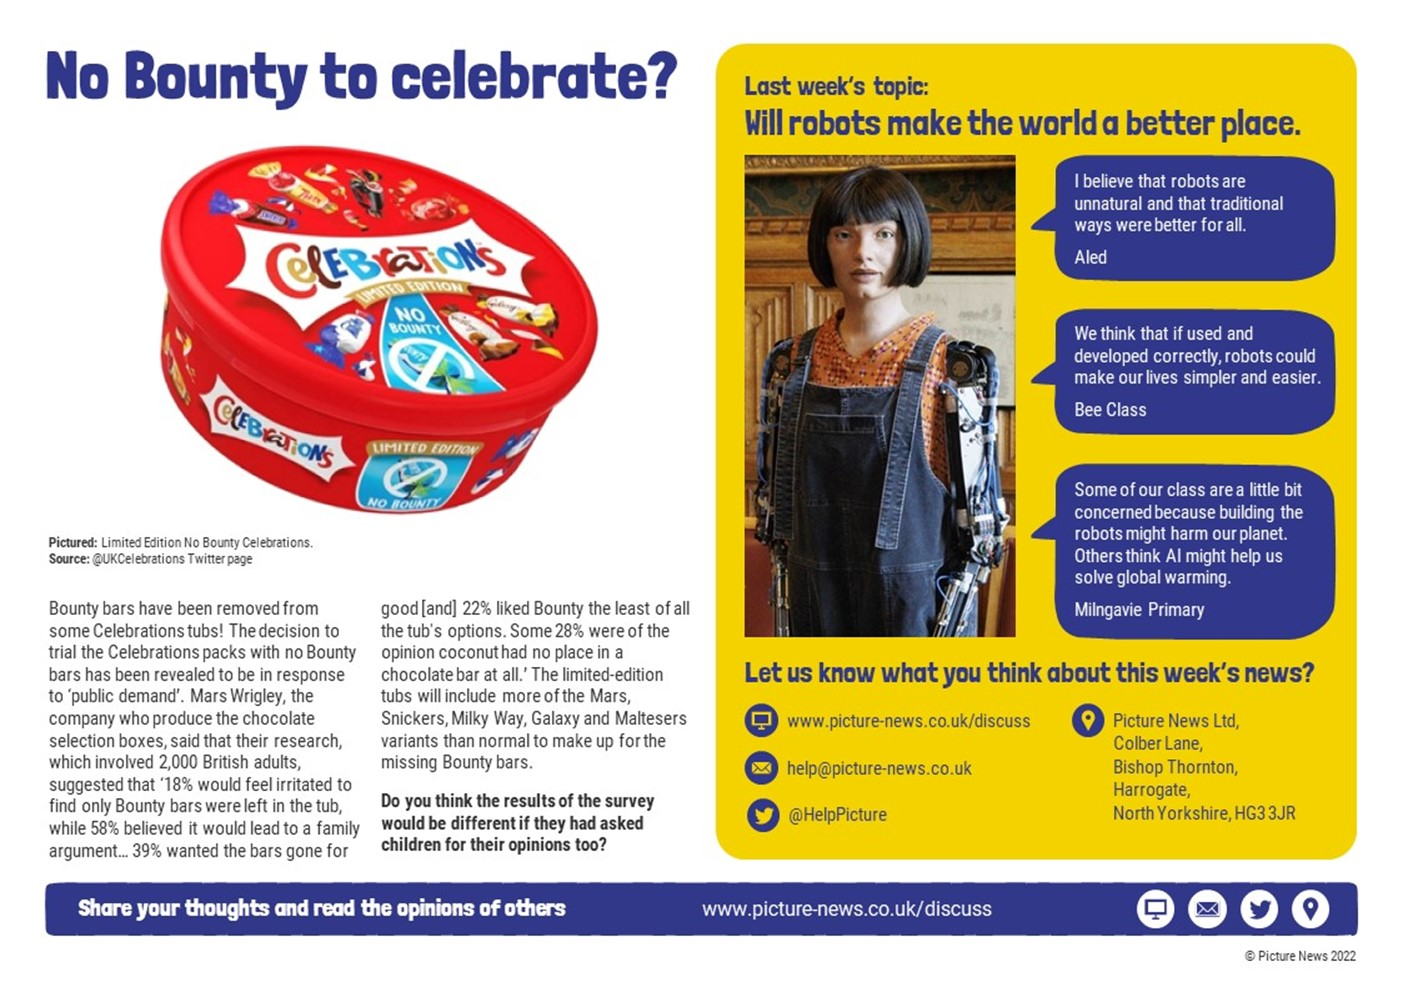 No Bounty to celebrate?
CELEBRATIONS
LIMITED EDITION
NO
BOUNTY
CELEBRATIONS
LIMITED EDITION
NO BOUNTY
Pictured: Limited Edition No Bounty Celebrations.
Source: @UKCelebrations Twitter page
Bounty bars have been removed from
some Celebrations tubs! The decision to
trial the Celebrations packs with no Bounty
bars has been revealed to be in response
to ‘public demand’. Mars Wrigley, the
company who produce the chocolate
selection boxes, said that their research,
which involved 2,000 British adults,
suggested that ‘18% would feel irritated to
find only Bounty bars were left in the tub,
while 58% believed it would lead to a family
argument... 39% wanted the bars gone for
good [and] 22% liked Bounty the least of all
the tub's options. Some 28% were of the
opinion coconut had no place in a
chocolate bar at all.’ The limited-edition
tubs will include more of the Mars,
Snickers, Milky Way, Galaxy and Maltesers
variants than normal to make up for the
missing Bounty bars.
Do you think the results of the survey
would be different if they had asked
children for their opinions too?
Last week's topic:
Will robots make the world a better place.
I believe that robots are
unnatural and that traditional
ways were better for all.
Aled
We think that if used and
developed correctly, robots could
make our lives simpler and easier.
Bee Class
Some of our class are a little bit
concerned because building the
robots might harm our planet.
Others think AI might help us
solve global warming.
Milngavie Primary
Let us know what you think about this week's news?
www.picture-news.co.uk/discuss
help@picture-news.co.uk
@HelpPicture
Picture News Ltd,
Colber Lane,
Bishop Thornton,
Harrogate,
North Yorkshire, HG3 3JR
Share your thoughts and read the opinions of others
www.picture-news.co.uk/discuss
© Picture News 2022